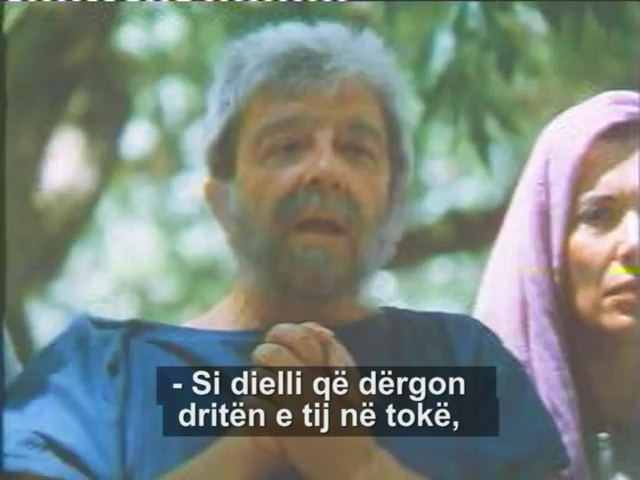 - Si dielli që dërgon
dritën e tij në tokë,